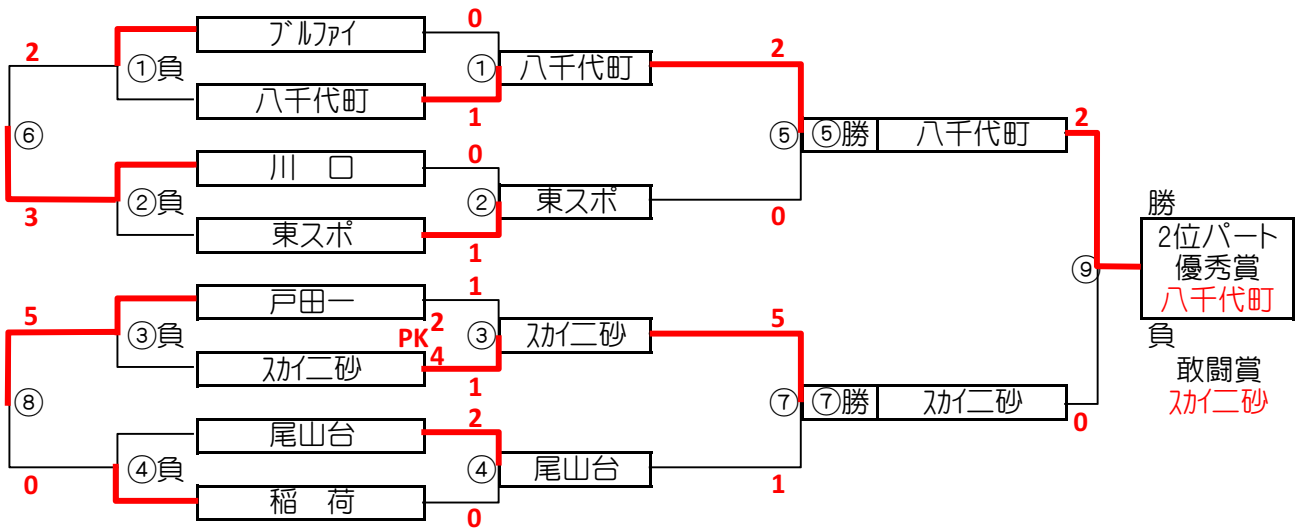 0
ブルファイ
2
2
①負
①
八千代町
八千代町
1
2
⑥
⑤
⑤勝
八千代町
0
川　口
②負
②
東スポ
勝
3
東スポ
0
2位パート
1
優秀賞
⑨
八千代町
1
戸田一
5
2
5
③負
PK
③
スカイ二砂
負
スカイ二砂
4
敢闘賞
1
スカイ二砂
⑧
⑦
⑦勝
スカイ二砂
2
0
尾山台
④負
④
尾山台
0
1
稲　荷
0